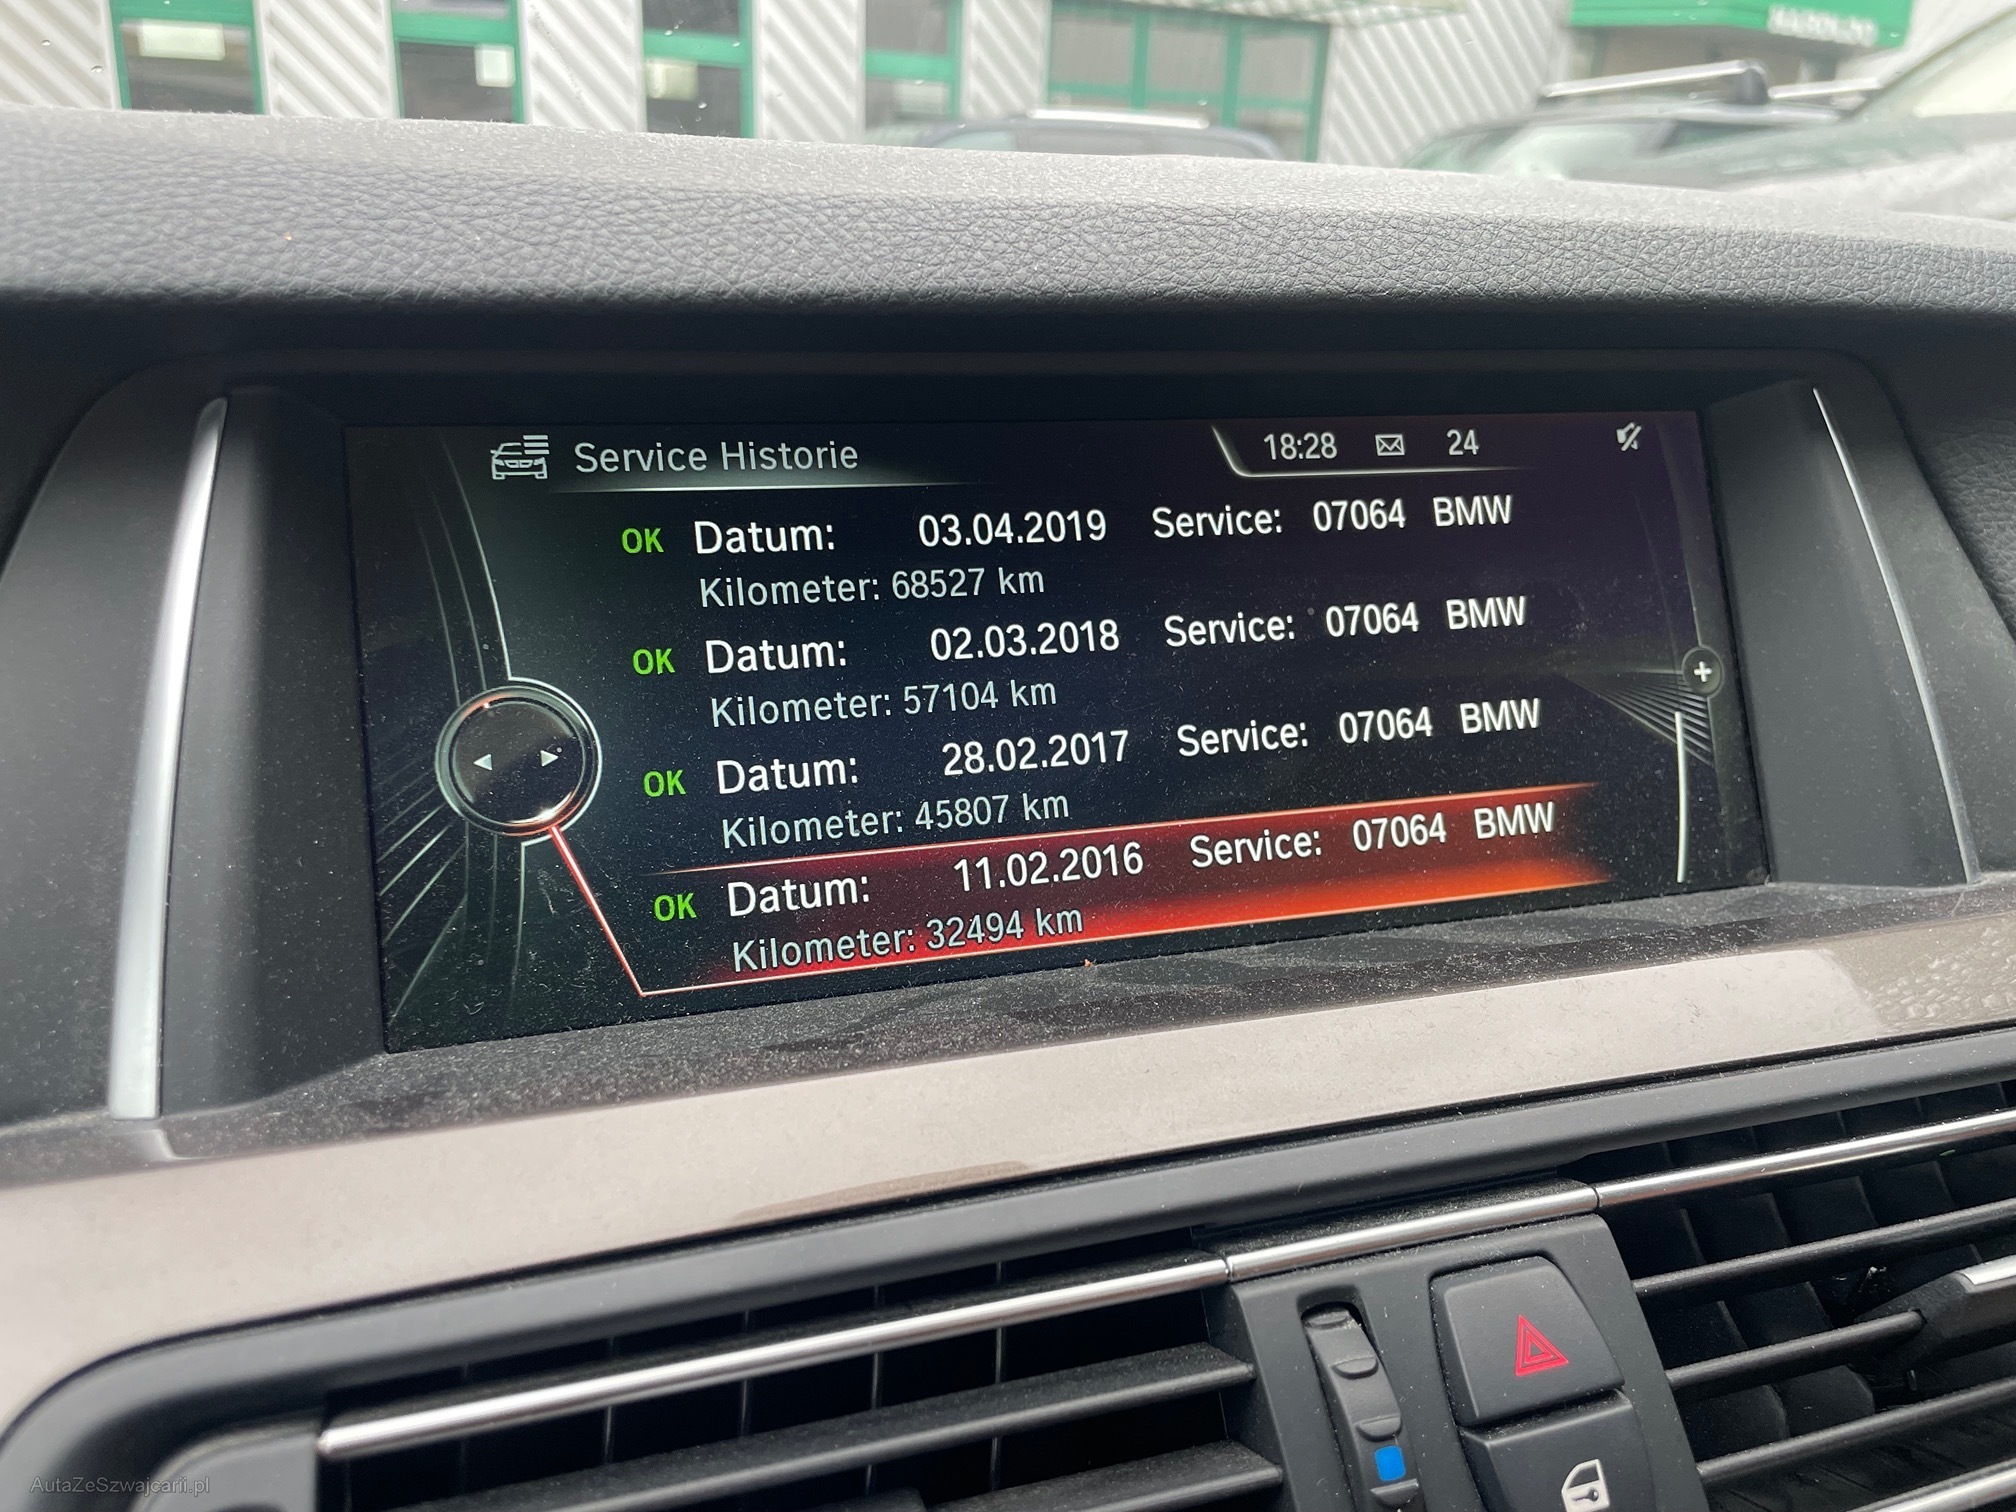 Service Historie
18:28 24
OK Datum: 03.04.2019 Service: 07064 BMW
Kilometer: 68527 km
OK Datum: 02.03.2018 Service: 07064 BMW
Kilometer: 57104 km
OK Datum: 28.02.2017 Service: 07064 BMW
Kilometer: 45807 km
OK Datum: 11.02.2016 Service: 07064 BMW
Kilometer: 32494 km
AutaZeSzwajcarii.pl